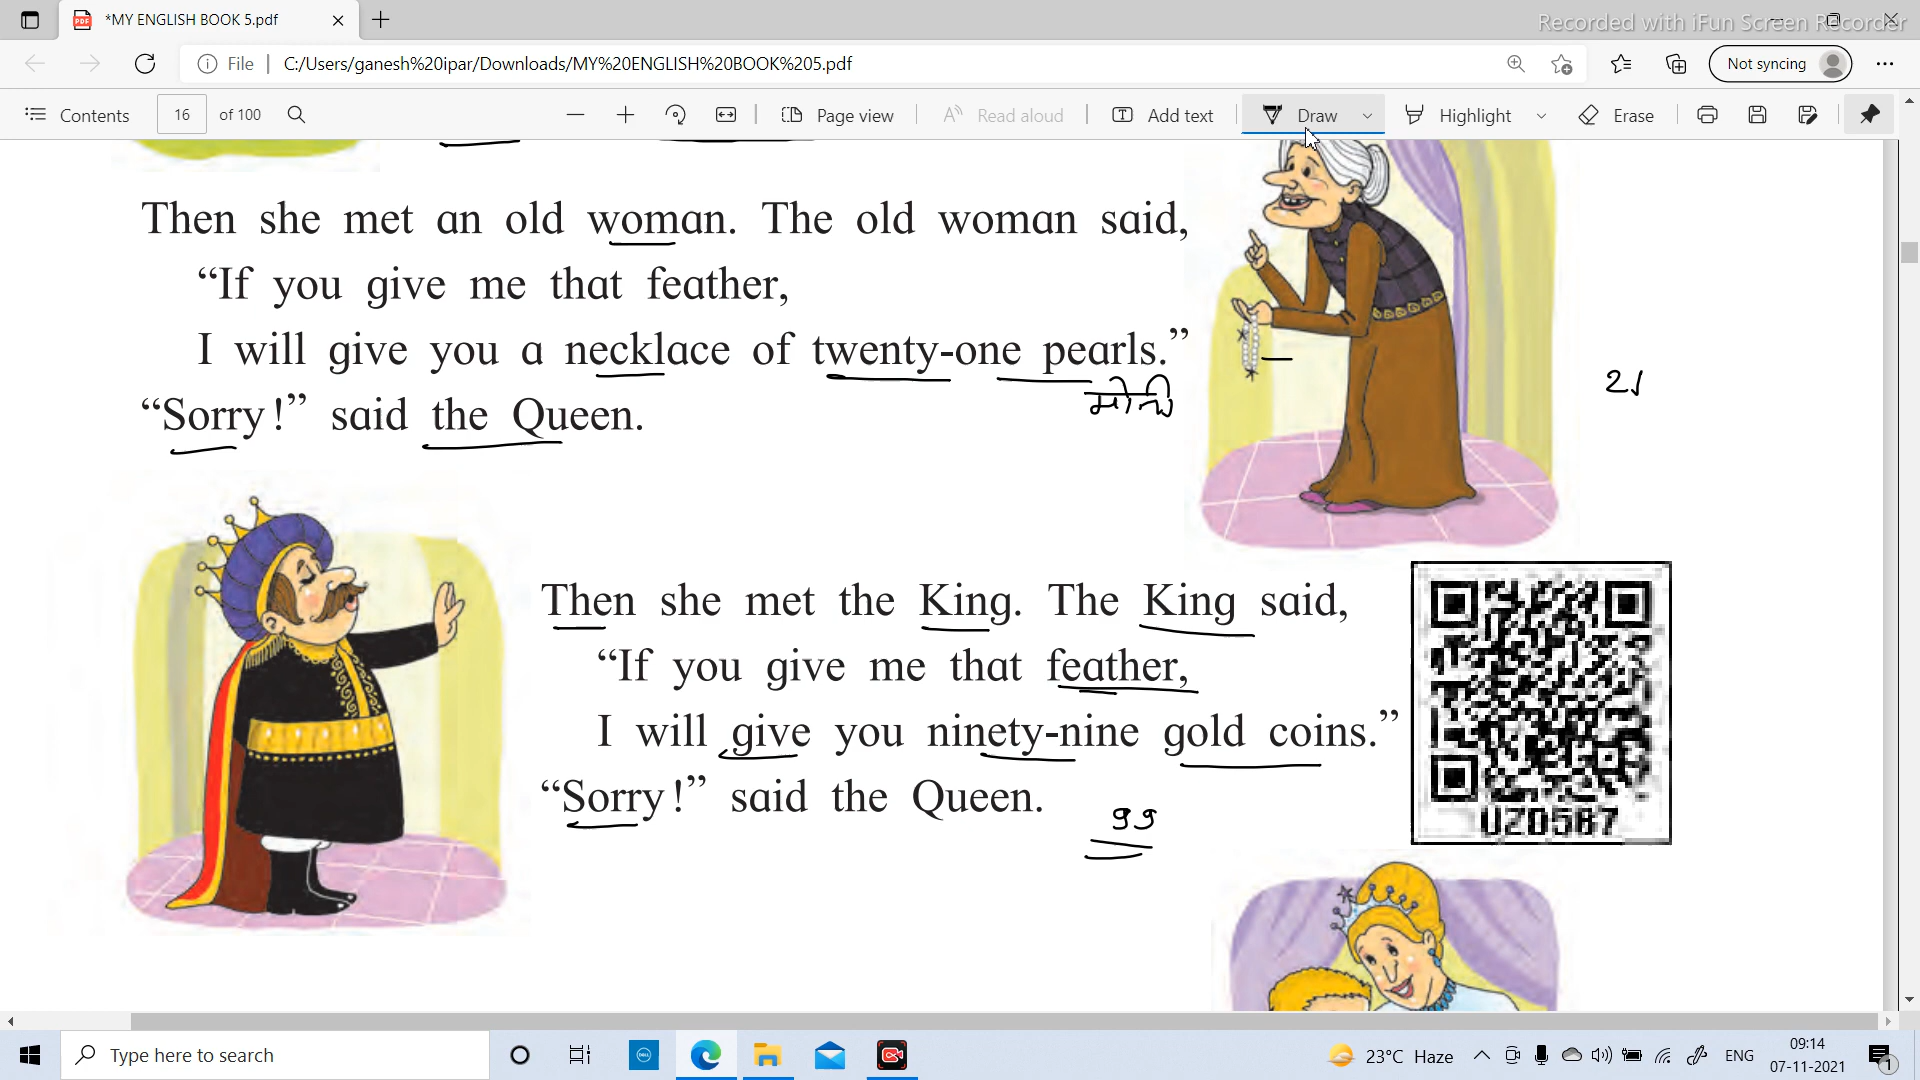 *MY ENGLISH BOOK 5.pdf
Recorded with iFun Screen Recorder
File
C:/Users/ganesh%20ipar/Downloads/MY%20ENGLISH%20BOOK%205.pdf
Not syncing
Contents
16 of 100
Page view
Read aloud
Add text
Draw
Highlight
Erase
Then she met an old woman. The old woman said,
“If you give me that feather,
I will give you a necklace of twenty-one pearls.”
मोती
21
“Sorry!” said the Queen.
Then she met the King. The King said,
“If you give me that feather,
I will give you ninety-nine gold coins.”
“Sorry!” said the Queen.
99
UZ05B7
Type here to search
23°C Haze
ENG
09:14
07-11-2021
1